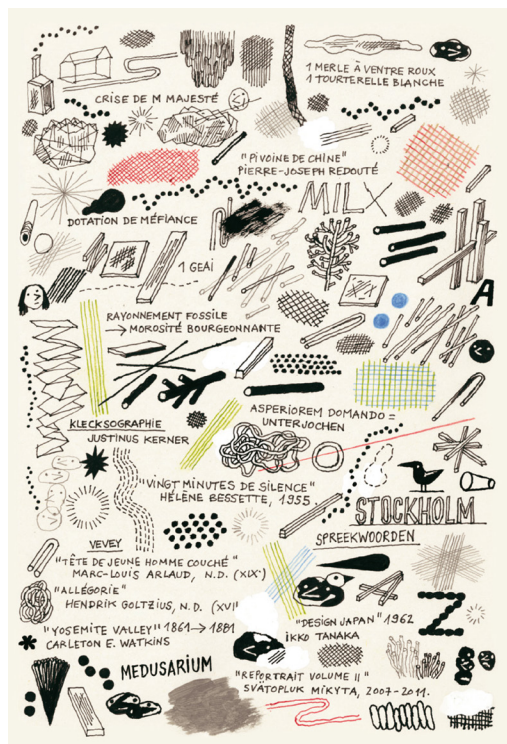 1 MERLE À VENTRE ROUX
1 TOURTERELLE BLANCHE
CRISE DE M MAJESTÉ
"PIVOINE DE CHINE"
PIERRE-JOSEPH REDOUTÉ
MILX
DOTATION DE MÉFIANCE
1 GEAI
A
RAYONNEMENT FOSSILE
→ MOROSITÉ BOURGEONNANTE
ASPERIOREM DOMANDO =
UNTERJOCHEN
KLECKSOGRAPHIE
JUSTINUS KERNER
"VINGT MINUTES DE SILENCE"
HÉLÈNE BESSETTE, 1955.
STOCKHOLM
SPREEKWOORDEN
VEVEY
"TÊTE DE JEUNE HOMME COUCHÉ"
MARC-LOUIS ARLAUD, N.D. (XIXe)
"ALLÉGORIE"
HENDRIK GOLTZIUS, N.D. (XVI
"DESIGN JAPAN" 1962
IKKO TANAKA
Z
"YOSEMITE VALLEY" 1861→1881
CARLETON E. WATKINS
MEDUSARIUM
"REPORTRAIT VOLUME II"
SVÄTOPLUK MIKYTA, 2007-2011.